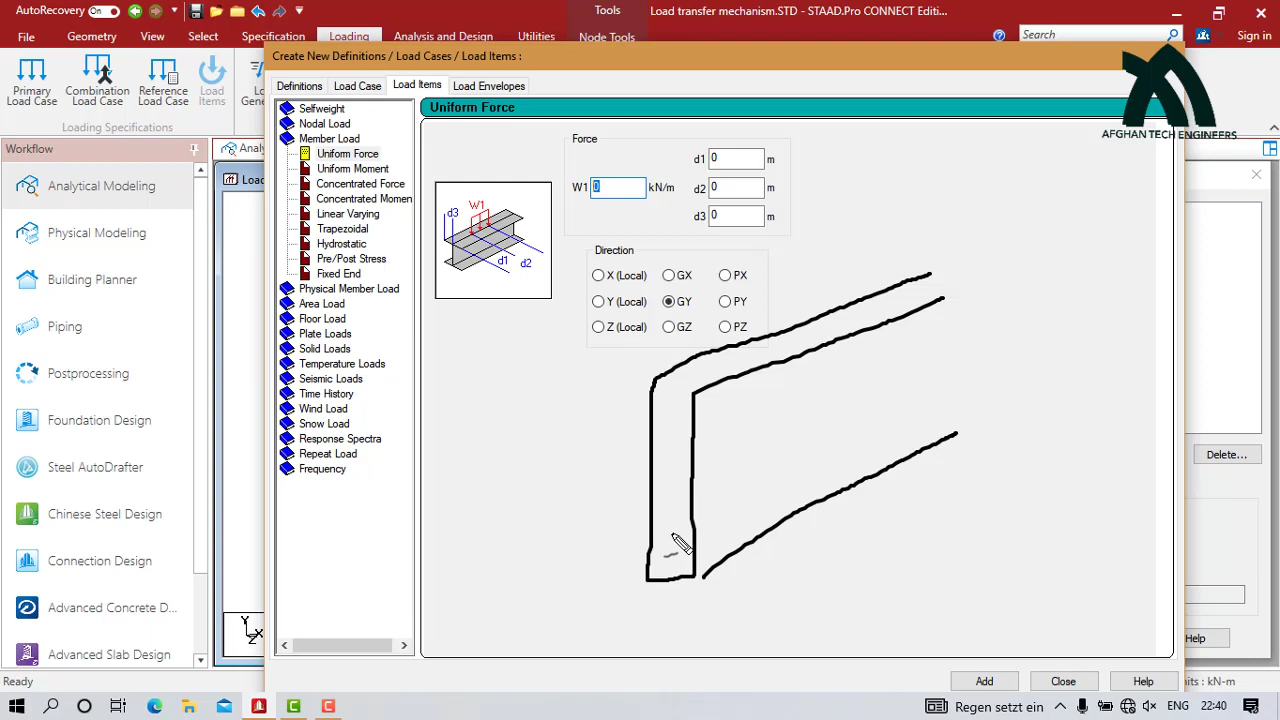 AutoRecovery On
Tools
Load transfer mechanism.STD - STAAD.Pro CONNECT Editi...
File
Geometry
View
Select
Specification
Loading
Analysis and Design
Utilities
Node Tools
Search
Sign in
Primary Load Case
Combination Load Case
Reference Load Case
Load Items
Loading Specifications
Create New Definitions / Load Cases / Load Items :
Definitions
Load Case
Load Items
Load Envelopes
AFGHAN TECH ENGINEERS
Workflow
Analytical Modeling
Physical Modeling
Building Planner
Piping
Postprocessing
Foundation Design
Steel AutoDrafter
Chinese Steel Design
Connection Design
Advanced Concrete D...
Advanced Slab Design
Selfweight
Nodal Load
Member Load
Uniform Force
Uniform Moment
Concentrated Force
Concentrated Momen
Linear Varying
Trapezoidal
Hydrostatic
Pre/Post Stress
Fixed End
Physical Member Load
Area Load
Floor Load
Plate Loads
Solid Loads
Temperature Loads
Seismic Loads
Time History
Wind Load
Snow Load
Response Spectra
Repeat Load
Frequency
Uniform Force
Force
W1 0 kN/m
d1 0 m
d2 0 m
d3 0 m
W1
d3
d1
d2
Direction
X (Local) GX PX
Y (Local) GY PY
Z (Local) GZ PZ
Delete...
Help
Y
X
Z
Add
Close
Help
Ready
Regen setzt ein
22:40